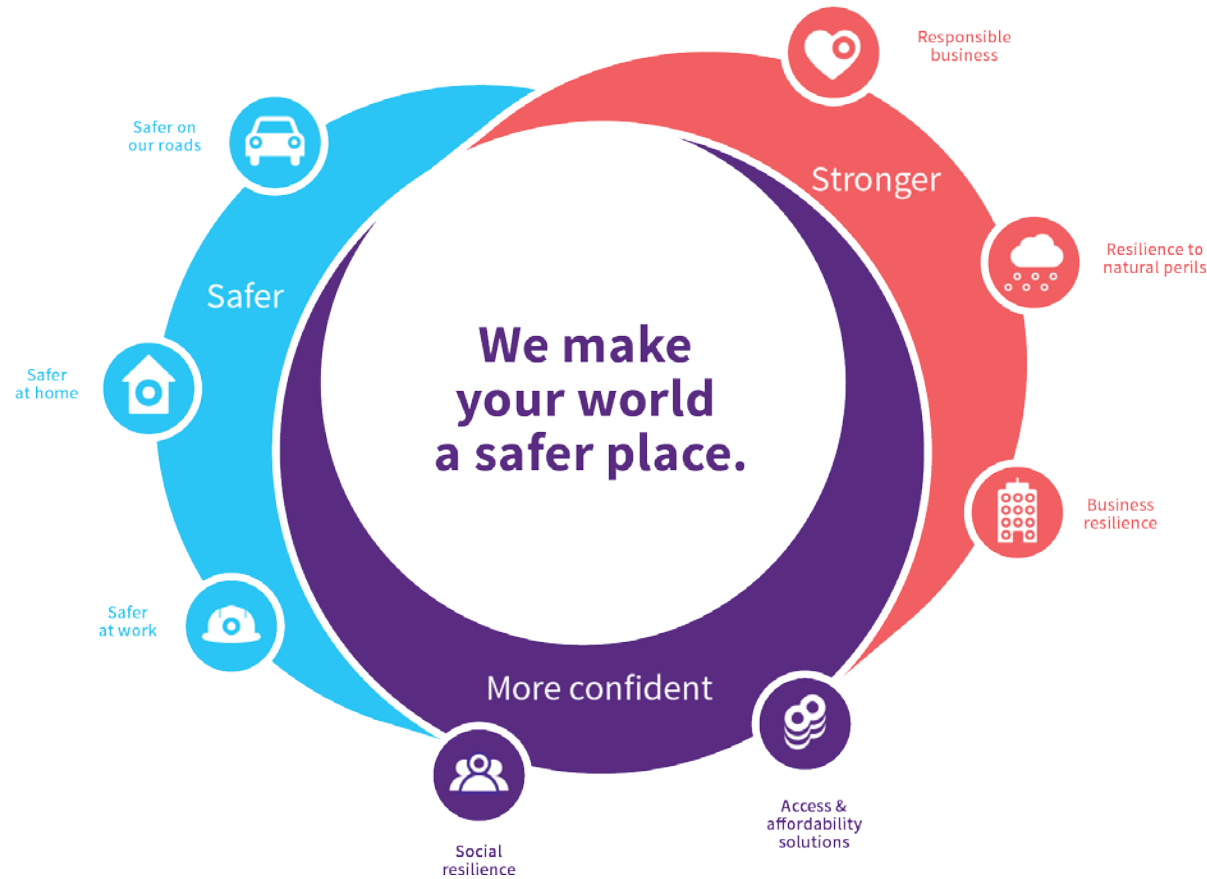 We make
your world
a safer place.
Safer
Safer on
our roads
Safer
at home
Safer
at work
Stronger
Responsible
business
Resilience to
natural perils
Business
resilience
More confident
Social
resilience
Access &
affordability
solutions